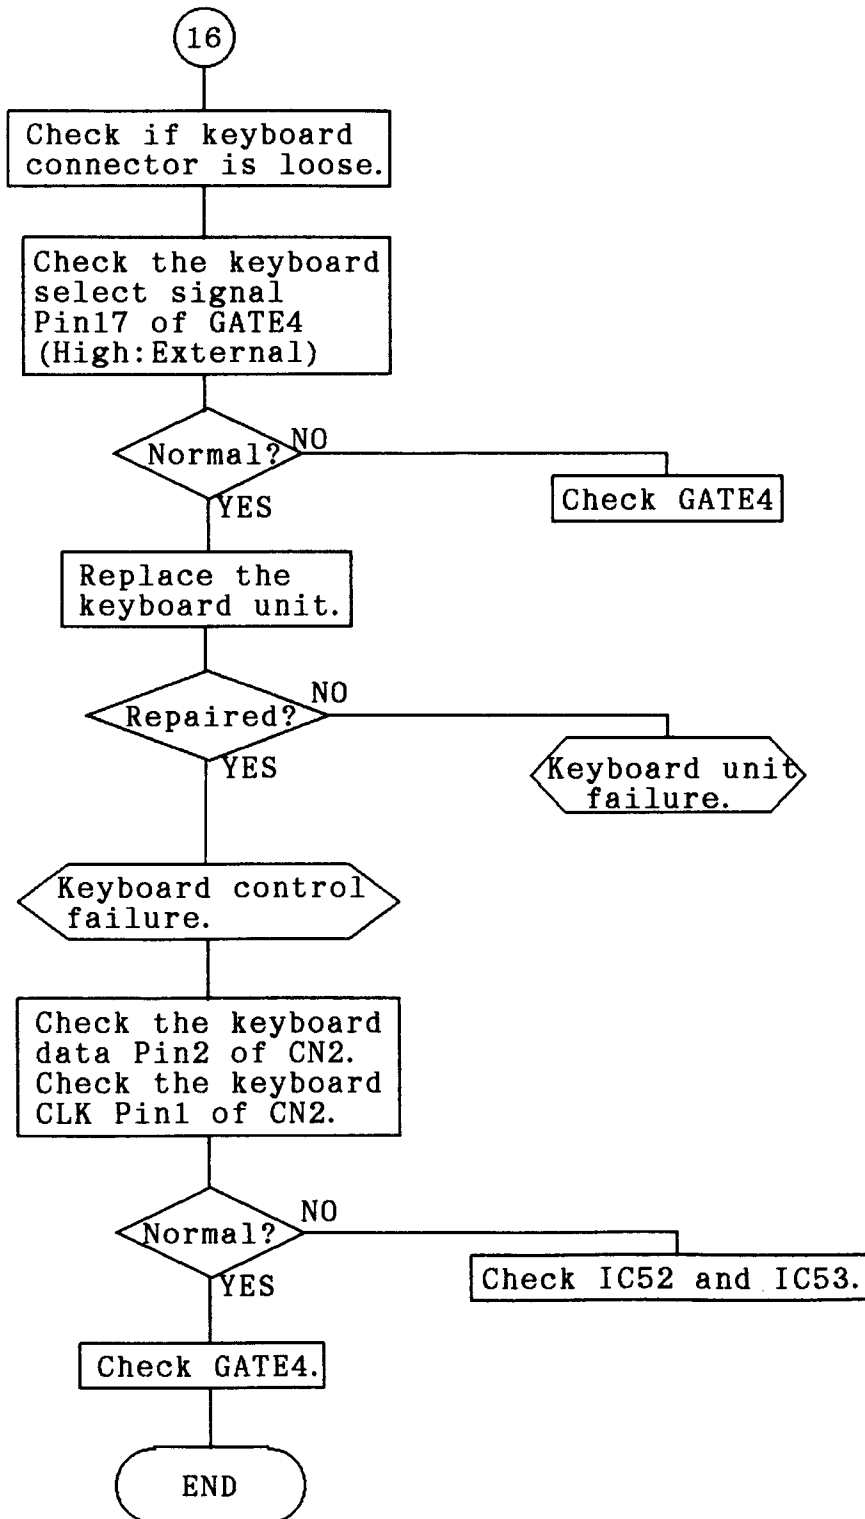 16
Check if keyboard
connector is loose.
Check the keyboard
select signal
Pin17 of GATE4
(High:External)
Normal?
NO
YES
Check GATE4
Replace the
keyboard unit.
Repaired?
NO
YES
Keyboard unit
failure.
Keyboard control
failure.
Check the keyboard
data Pin2 of CN2.
Check the keyboard
CLK Pin1 of CN2.
Normal?
NO
YES
Check IC52 and IC53.
Check GATE4.
END